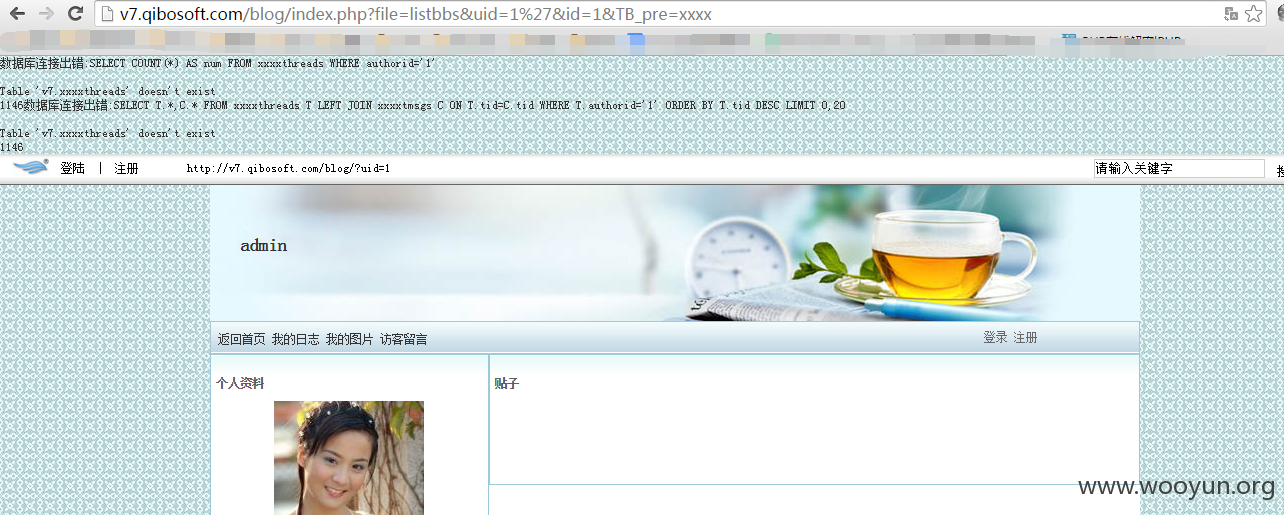 v7.qibosoft.com/blog/index.php?file=listbbs&uid=1%27&id=1&TB_pre=xxxx
数据库连接出错:SELECT COUNT(*) AS num FROM xxxxthreads WHERE authorid='1'
Table 'v7.xxxxthreads' doesn't exist
1146数据库连接出错:SELECT T.*,C.* FROM xxxxthreads T LEFT JOIN xxxxtmsgs C ON T.tid=C.tid WHERE T.authorid='1' ORDER BY T.tid DESC LIMIT 0,20
Table 'v7.xxxxthreads' doesn't exist
1146
登陆 | 注册 http://v7.qibosoft.com/blog/?uid=1 请输入关键字
admin
返回首页 我的日志 我的图片 访客留言 登录 注册
个人资料 贴子
www.wooyun.org